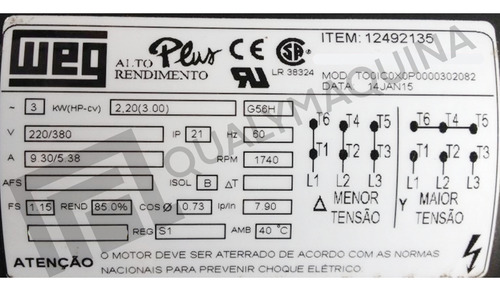 WEG
ALTO Plus
RENDIMENTO
CE
SA
LR 38324
ITEM: 12492135
MOD TO0IC0X0P0000302082
DATA 14JAN15
~ 3 kW(HP-cv) 2,20(3.00) G56H
V 220/380 IP 21 Hz 60
A 9.30/5.38 RPM 1740
AFS ISOL B ΔT
FS 1.15 REND 85.0% COS Ø 0.73 Ip/In 7.90
REG S1 AMB 40 °C
T6 T4 T5
T1 T2 T3
L1 L2 L3
Δ MENOR
TENSÃO
T6 T4 T5
T1 T2 T3
L1 L2 L3
Y MAIOR
TENSÃO
ATENÇÃO
O MOTOR DEVE SER ATERRADO DE ACORDO COM AS NORMAS
NACIONAIS PARA PREVENIR CHOQUE ELÉTRICO.
QUALYMAQUINA